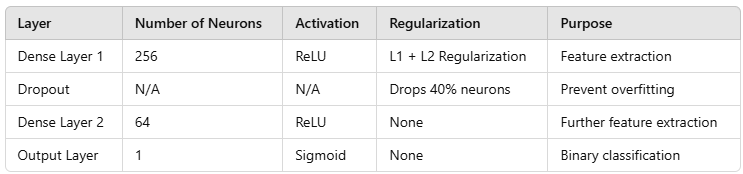 Layer Number of Neurons Activation Regularization Purpose
Dense Layer 1 256 ReLU L1 + L2 Regularization Feature extraction
Dropout N/A N/A Drops 40% neurons Prevent overfitting
Dense Layer 2 64 ReLU None Further feature extraction
Output Layer 1 Sigmoid None Binary classification